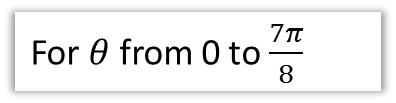 For θ from 0 to 7π/8